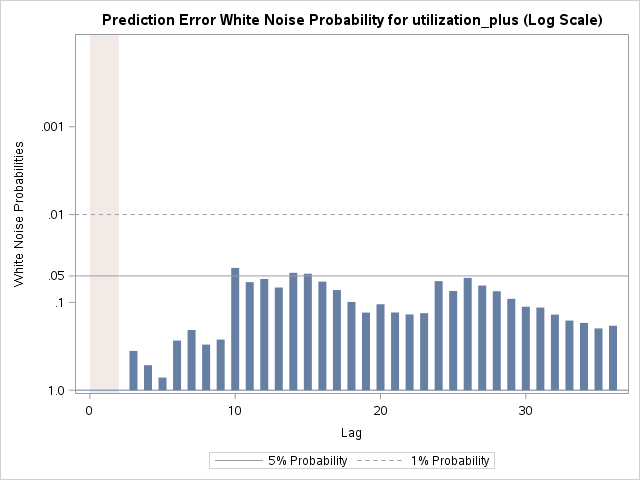 Prediction Error White Noise Probability for utilization_plus (Log Scale)
White Noise Probabilities
.001
.01
.05
.1
1.0
0
10
20
30
Lag
5% Probability
1% Probability